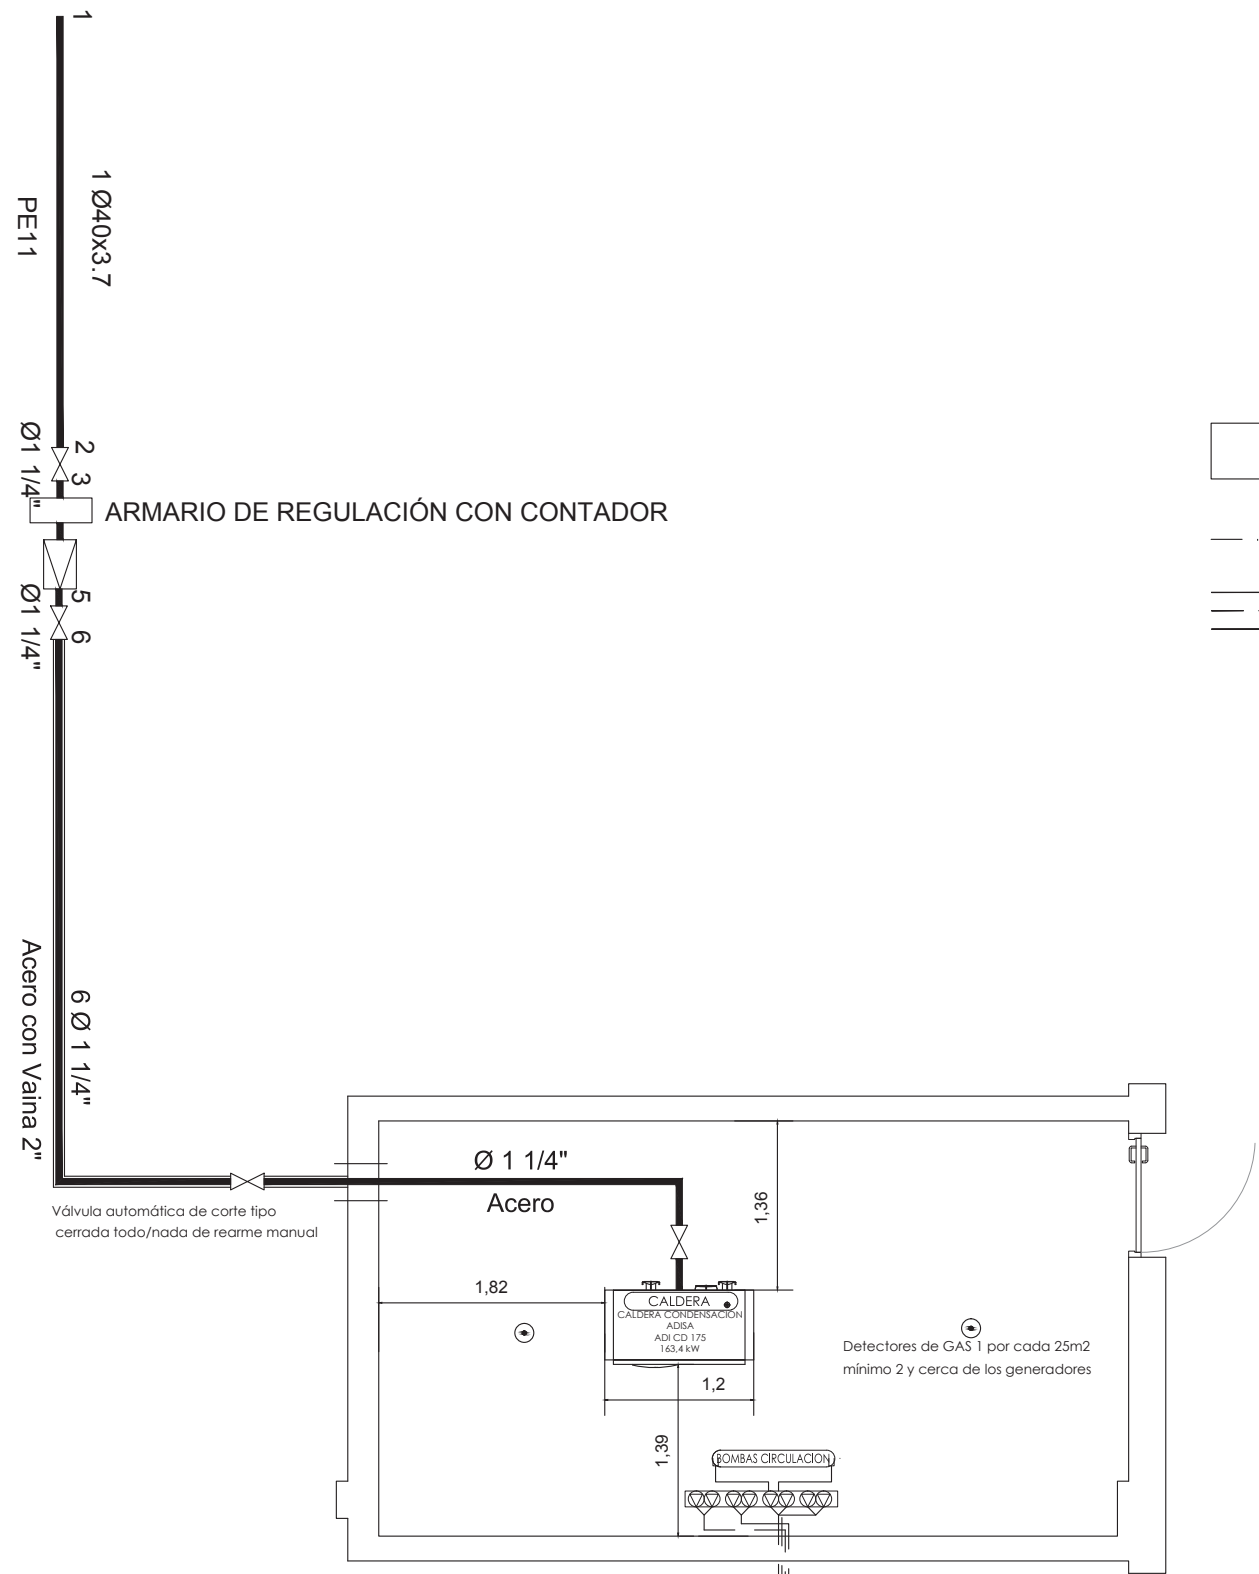 1
1 Ø40x3.7
PE11
2
Ø1 1/4"
3
ARMARIO DE REGULACIÓN CON CONTADOR
5
Ø1 1/4"
6
6 Ø 1 1/4"
Acero con Vaina 2"
Ø 1 1/4"
Acero
Válvula automática de corte tipo
cerrada todo/nada de rearme manual
1,36
1,82
CALDERA
CALDERA CONDENSACIÓN
ADISA
ADI CD 175
163,4 kW
Detectores de GAS 1 por cada 25m2
mínimo 2 y cerca de los generadores
1,2
1,39
BOMBAS CIRCULACION